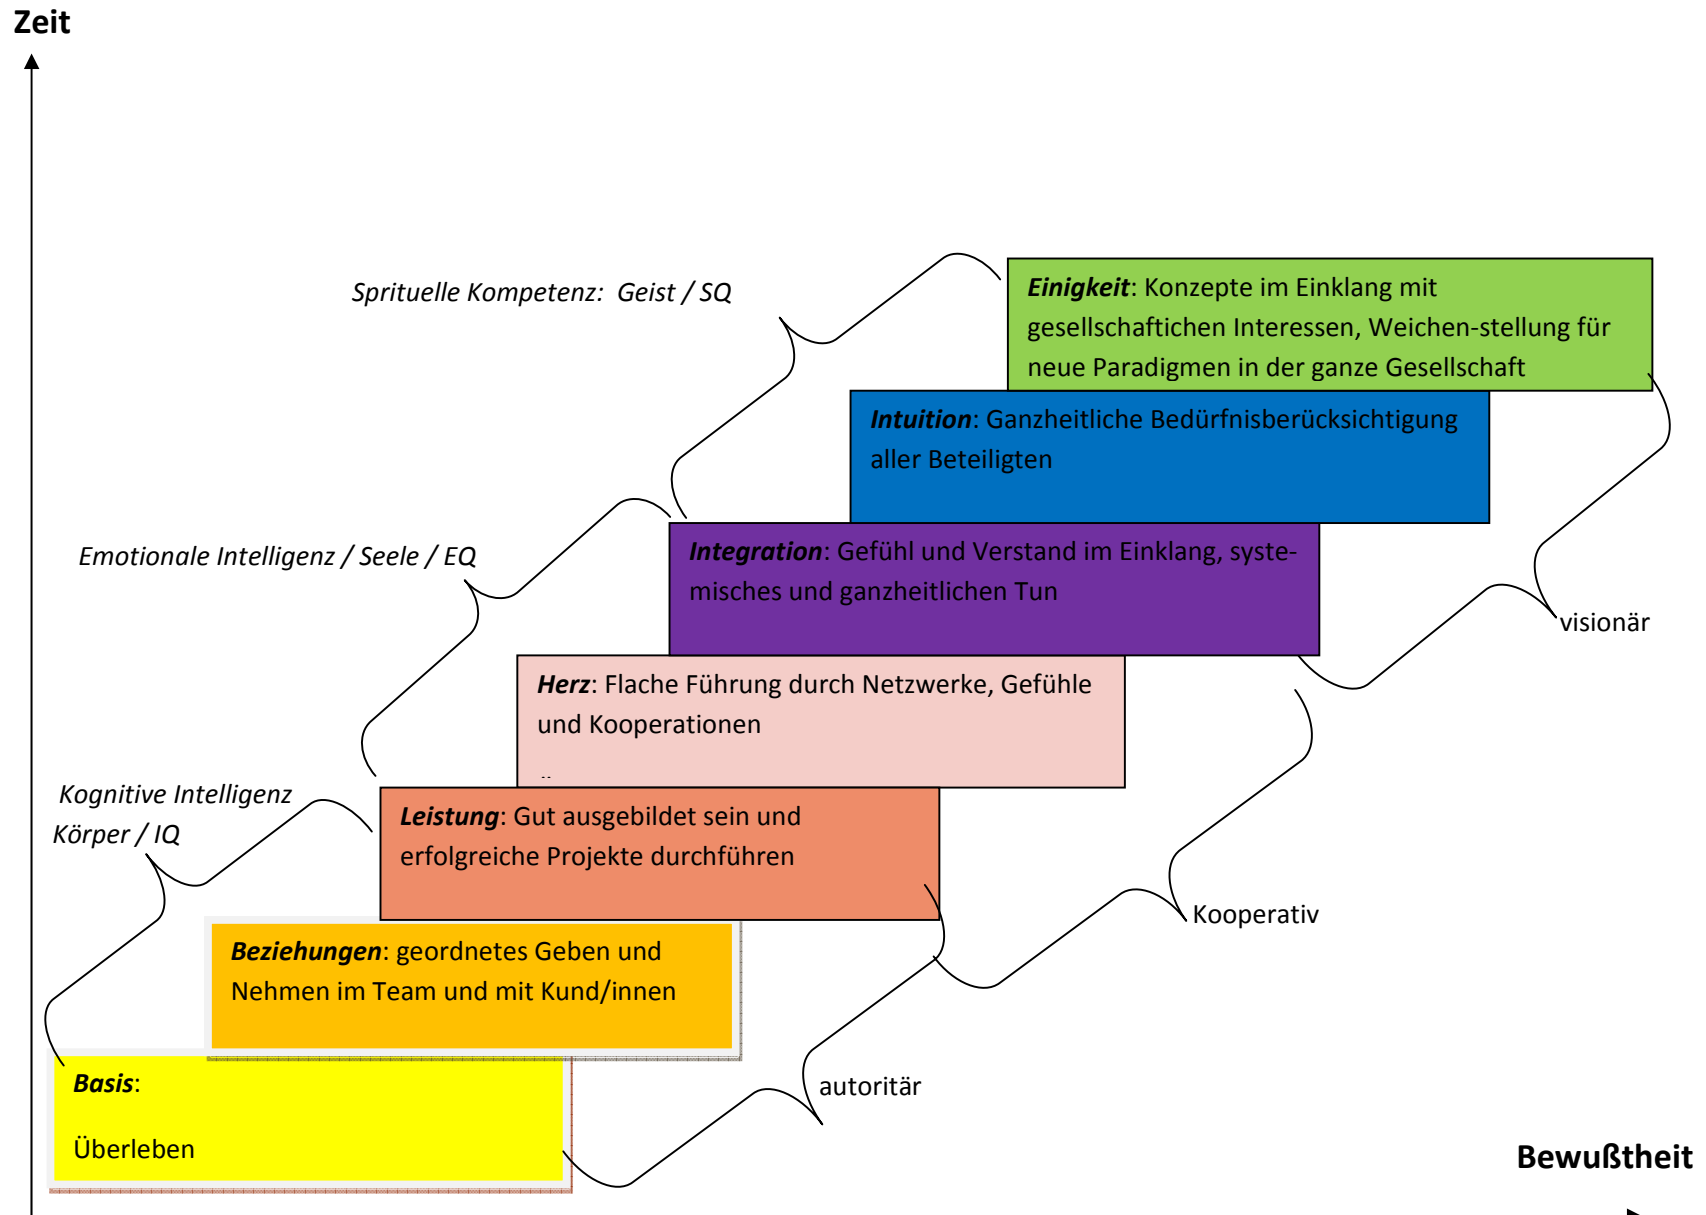 Zeit
Sprituelle Kompetenz: Geist / SQ
Einigkeit: Konzepte im Einklang mit
gesellschaftichen Interessen, Weichen-stellung für
neue Paradigmen in der ganze Gesellschaft
Intuition: Ganzheitliche Bedürfnisberücksichtigung
aller Beteiligten
Emotionale Intelligenz / Seele / EQ
Integration: Gefühl und Verstand im Einklang, syste-
misches und ganzheitlichen Tun
visionär
Herz: Flache Führung durch Netzwerke, Gefühle
und Kooperationen
Kognitive Intelligenz
Körper / IQ
Leistung: Gut ausgebildet sein und
erfolgreiche Projekte durchführen
Kooperativ
Beziehungen: geordnetes Geben und
Nehmen im Team und mit Kund/innen
autoritär
Basis:
Überleben
Bewußtheit